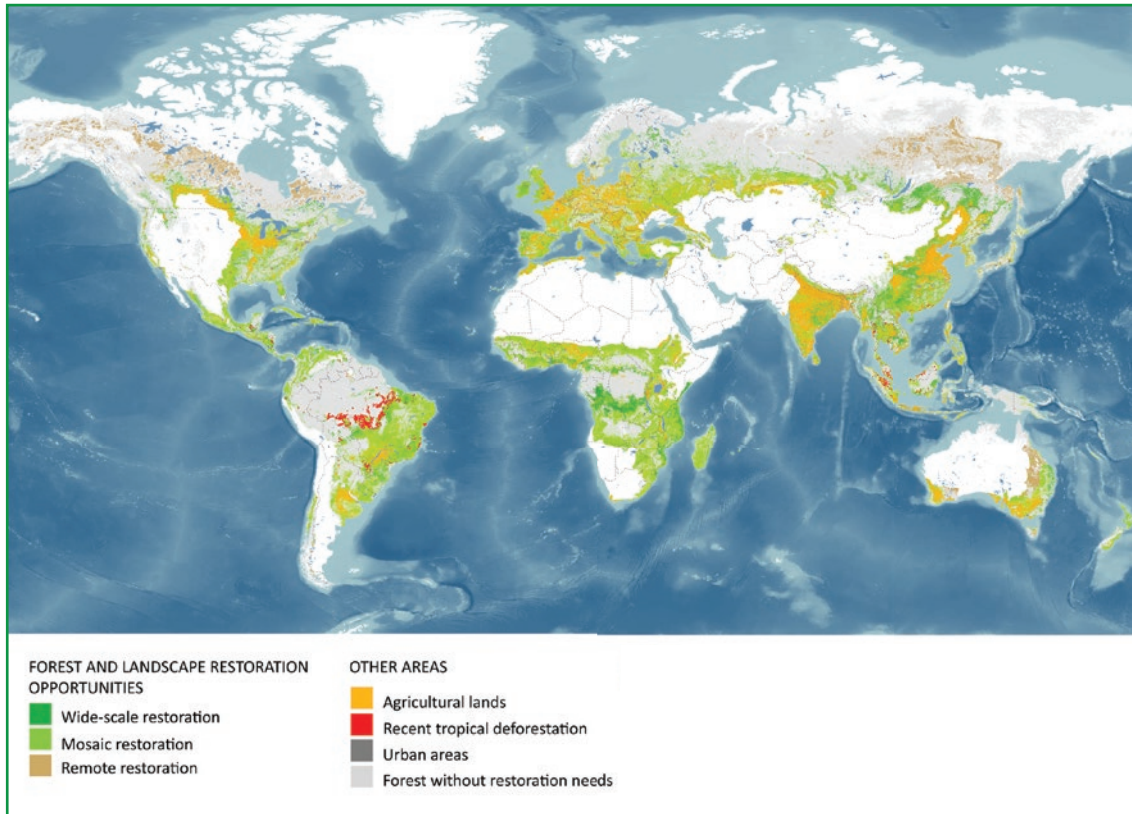 FOREST AND LANDSCAPE RESTORATION
OPPORTUNITIES
Wide-scale restoration
Mosaic restoration
Remote restoration
OTHER AREAS
Agricultural lands
Recent tropical deforestation
Urban areas
Forest without restoration needs